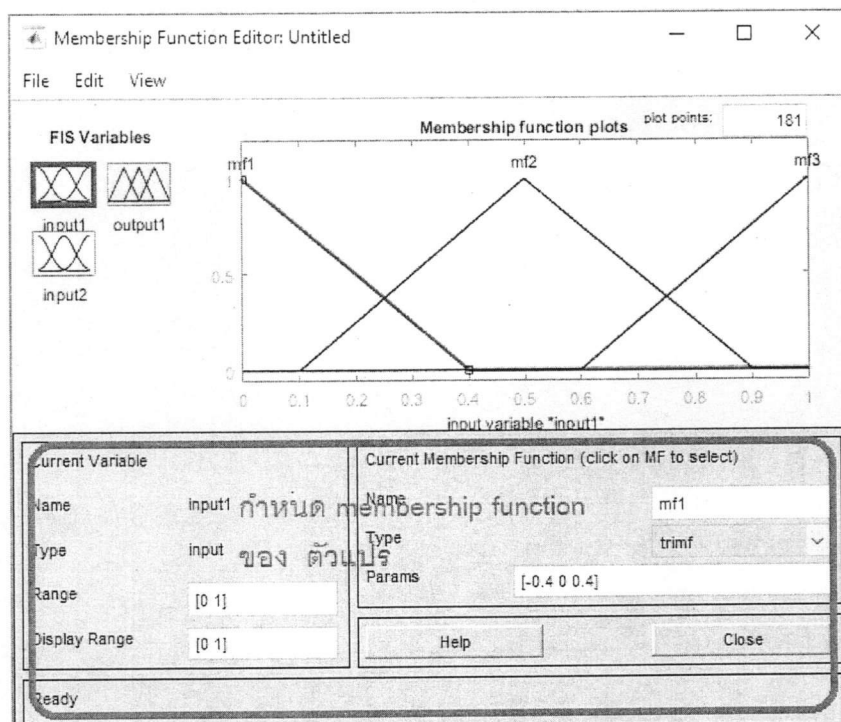 Membership Function Editor: Untitled
File Edit View
FIS Variables
input1
output1
input2
Membership function plots
plot points:
181
mf1
mf2
mf3
1
0.5
0
0 0.1 0.2 0.3 0.4 0.5 0.6 0.7 0.8 0.9 1
input variable "input1"
Current Variable
Name input1
Type input
Range [0 1]
Display Range [0 1]
กำหนด membership function
ของ ตัวแปร
Current Membership Function (click on MF to select)
Name mf1
Type trimf
Params [-0.4 0 0.4]
Help
Close
Ready